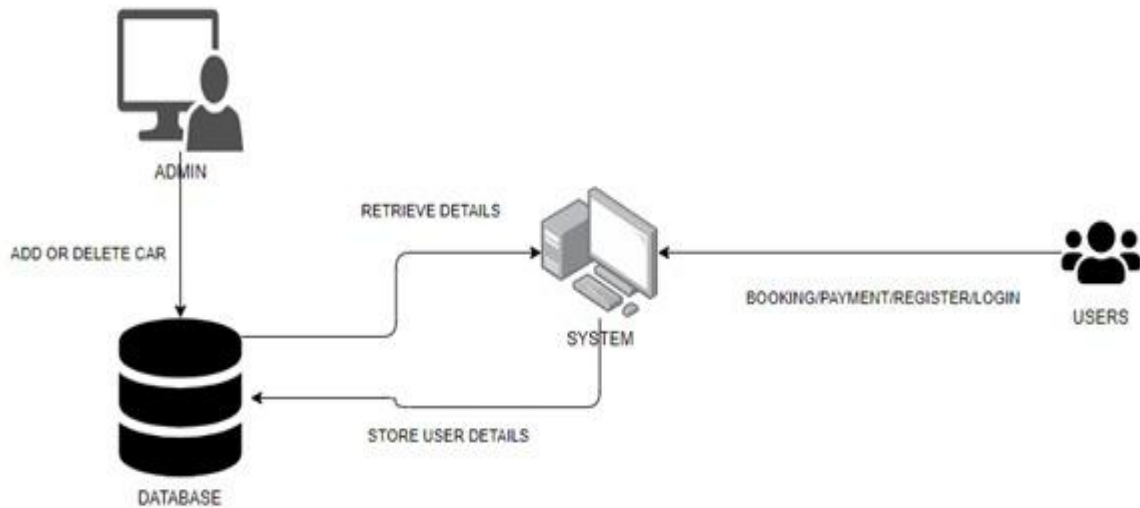 ADMIN
RETRIEVE DETAILS
ADD OR DELETE CAR
BOOKING/PAYMENT/REGISTER/LOGIN
USERS
SYSTEM
STORE USER DETAILS
DATABASE